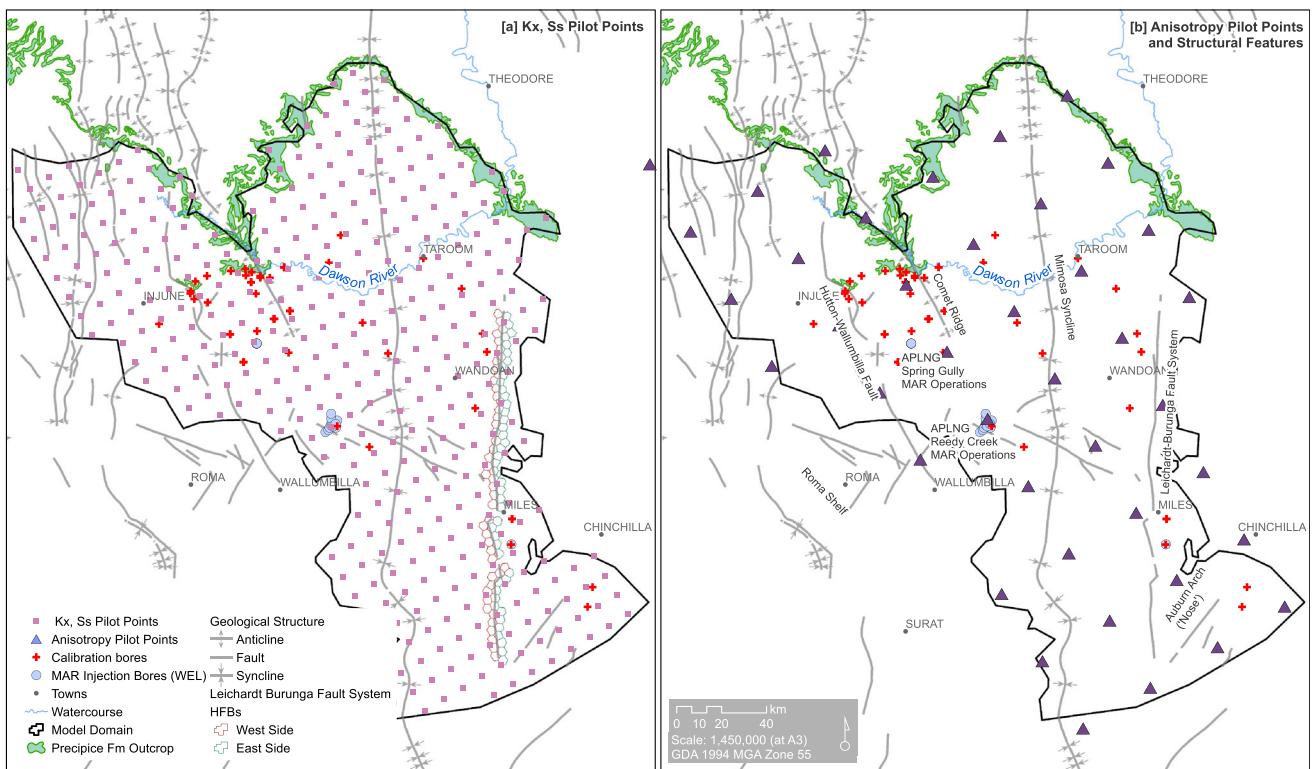 [a] Kx, Ss Pilot Points
THEODORE
TAROOM
Dawson River
INJUNE
WANDOAN
ROMA
WALLUMBILLA
MILES
CHINCHILLA
Kx, Ss Pilot Points
Anisotropy Pilot Points
Calibration bores
MAR Injection Bores (WEL)
Towns
Watercourse
Model Domain
Precipice Fm Outcrop
Geological Structure
Anticline
Fault
Syncline
Leichardt Burunga Fault System
HFBs
West Side
East Side
[b] Anisotropy Pilot Points
and Structural Features
THEODORE
TAROOM
Dawson River
Mimosa Syncline
Comet Ridge
INJUNE
Hutton-Wallumbilla Fault
APLNG
Spring Gully
MAR Operations
WANDOAN
Leichardt-Burunga Fault System
APLNG
Reedy Creek
MAR Operations
ROMA
Roma Shelf
WALLUMBILLA
MILES
CHINCHILLA
Auburn Arch
('Nose')
SURAT
km
0 10 20 40
Scale: 1,450,000 (at A3)
GDA 1994 MGA Zone 55